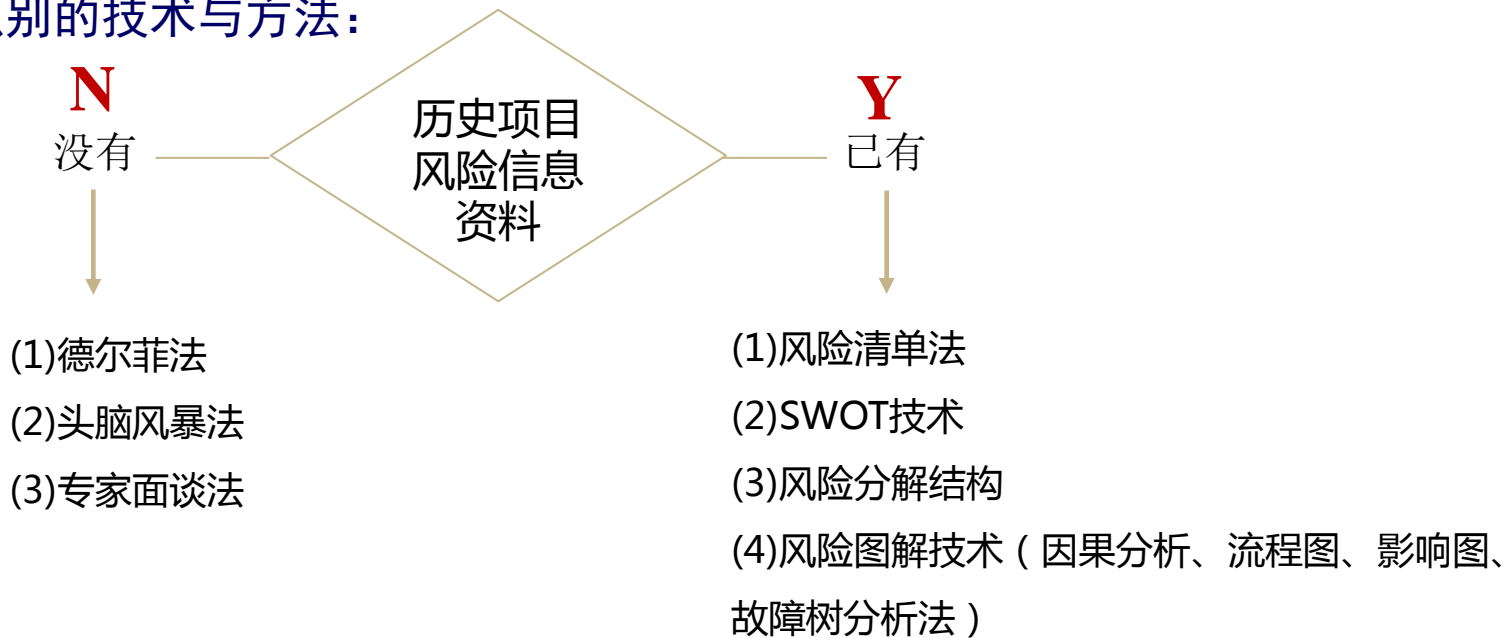 别的技术与方法：
N
没有
历史项目
风险信息
资料
Y
已有
(1)德尔菲法
(2)头脑风暴法
(3)专家面谈法
(1)风险清单法
(2)SWOT技术
(3)风险分解结构
(4)风险图解技术（因果分析、流程图、影响图、
故障树分析法）